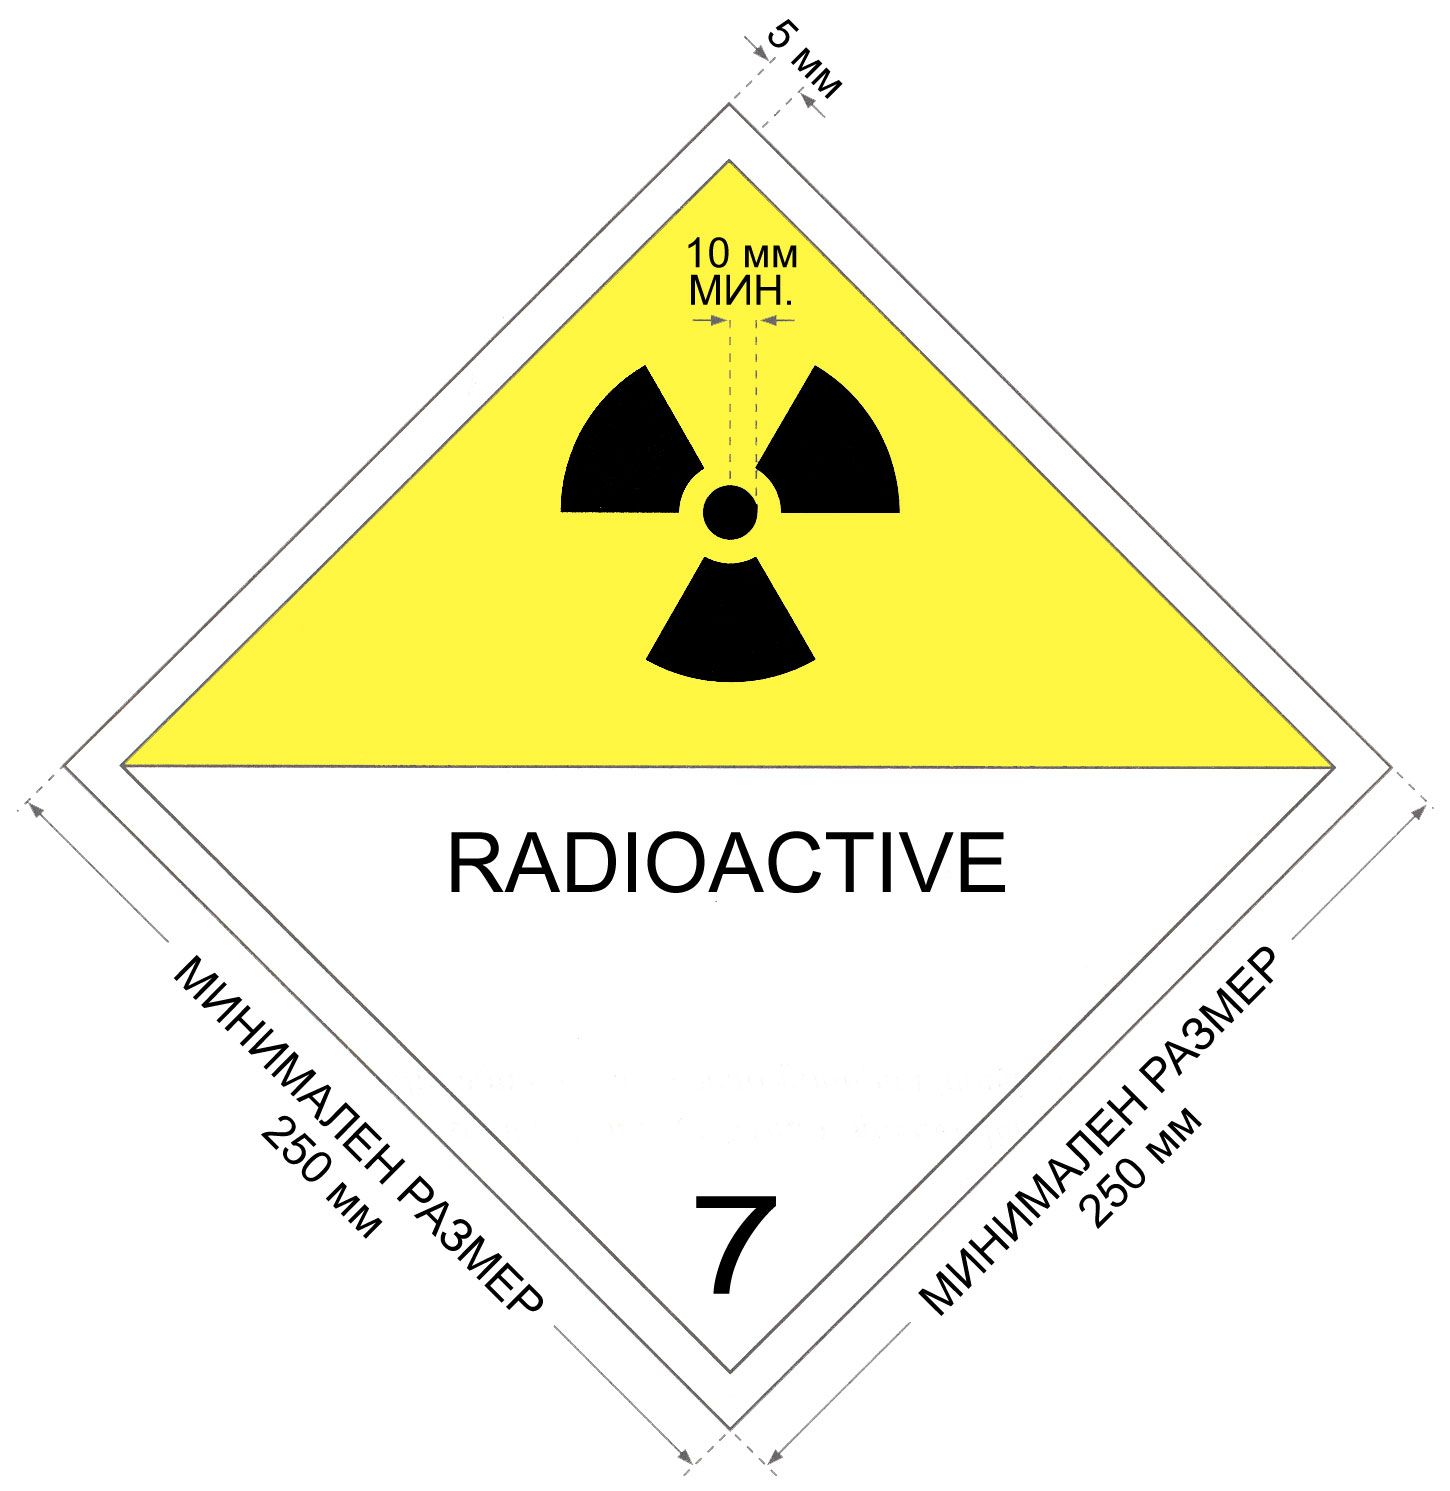 5 мм
10 мм
МИН.
RADIOACTIVE
МИНИМАЛЕН РАЗМЕР
250 мм
МИНИМАЛЕН РАЗМЕР
250 мм
7